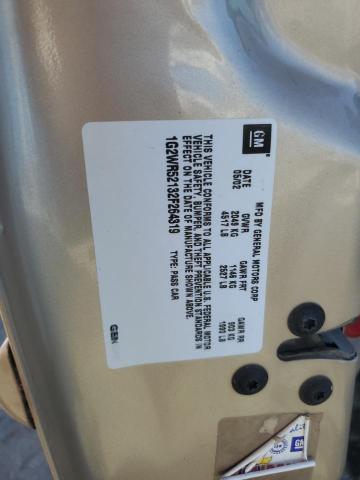 GM
MFD BY GENERAL MOTORS CORP
DATE GVWR GAWR FRT GAWR RR
05/02 2049 KG 1146 KG 903 KG
4517 LB 2527 LB 1990 LB
THIS VEHICLE CONFORMS TO ALL APPLICABLE U.S. FEDERAL MOTOR
VEHICLE SAFETY, BUMPER, AND THEFT PREVENTION STANDARDS IN
EFFECT ON THE DATE OF MANUFACTURE SHOWN ABOVE.
1G2WR52132F264319
TYPE: PASS CAR
GM